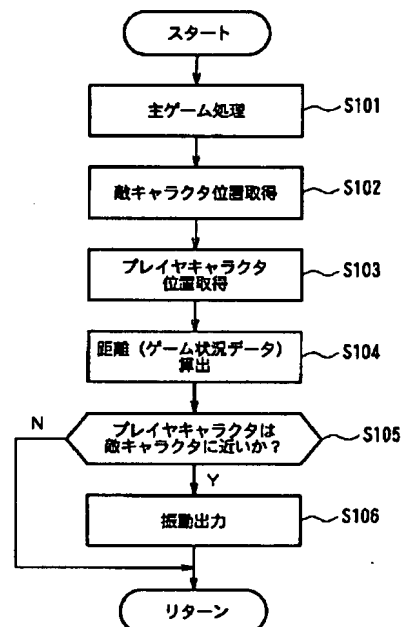 スタート
主ゲーム処理
S101
敵キャラクタ位置取得
S102
プレイヤキャラクタ
位置取得
S103
距離（ゲーム状況データ）
算出
S104
N
プレイヤキャラクタは
敵キャラクタに近いか？
S105
Y
振動出力
S106
リターン